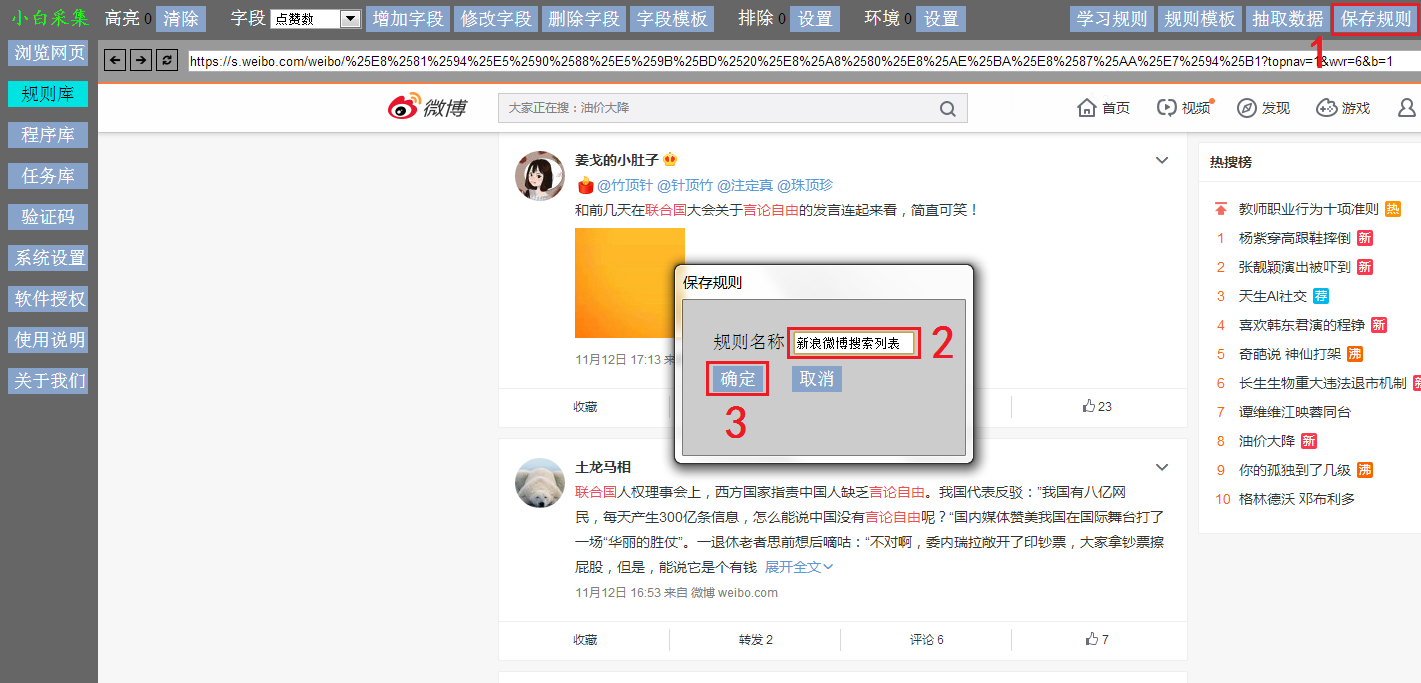 小白采集 高亮 0 清除 字段 点赞数 增加字段 修改字段 删除字段 字段模板 排除 0 设置 环境 0 设置 学习规则 规则模板 抽取数据 保存规则
1
浏览网页
规则库
程序库
任务库
验证码
系统设置
软件授权
使用说明
关于我们
https://s.weibo.com/weibo/%25E8%2581%2594%25E5%2590%2588%25E5%259B%25BD%2520%25E8%25A8%2580%25E8%25AE%25BA%25E8%2587%25AA%25E7%2594%25B1?topnav=1&wvr=6&b=1
微博 大家正在搜：油价大降 首页 视频 发现 游戏
姜戈的小肚子
@竹顶针 @针顶竹 @注定真 @珠顶珍
和前几天在联合国大会关于言论自由的发言连起来看，简直可笑！
11月12日 17:13 来
收藏
23
保存规则
规则名称 新浪微博搜索列表 2
确定 取消
3
土龙马相
联合国人权理事会上，西方国家指责中国人缺乏言论自由。我国代表反驳："我国有八亿网
民，每天产生300亿条信息，怎么能说中国没有言论自由呢？“国内媒体赞美我国在国际舞台打了
一场“华丽的胜仗”。一退休老者思前想后嘀咕：“不对啊，委内瑞拉敞开了印钞票，大家拿钞票擦
屁股，但是，能说它是个有钱 展开全文
11月12日 16:53 来自 微博 weibo.com
收藏 转发 2 评论 6 7
热搜榜
教师职业行为十项准则 热
1 杨紫穿高跟鞋摔倒 新
2 张靓颖演出被吓到 新
3 天生AI社交 荐
4 喜欢韩东君演的程铮 新
5 奇葩说 神仙打架 沸
6 长生生物重大违法退市机制 新
7 谭维维江映蓉同台
8 油价大降 新
9 你的孤独到了几级 沸
10 格林德沃 邓布利多